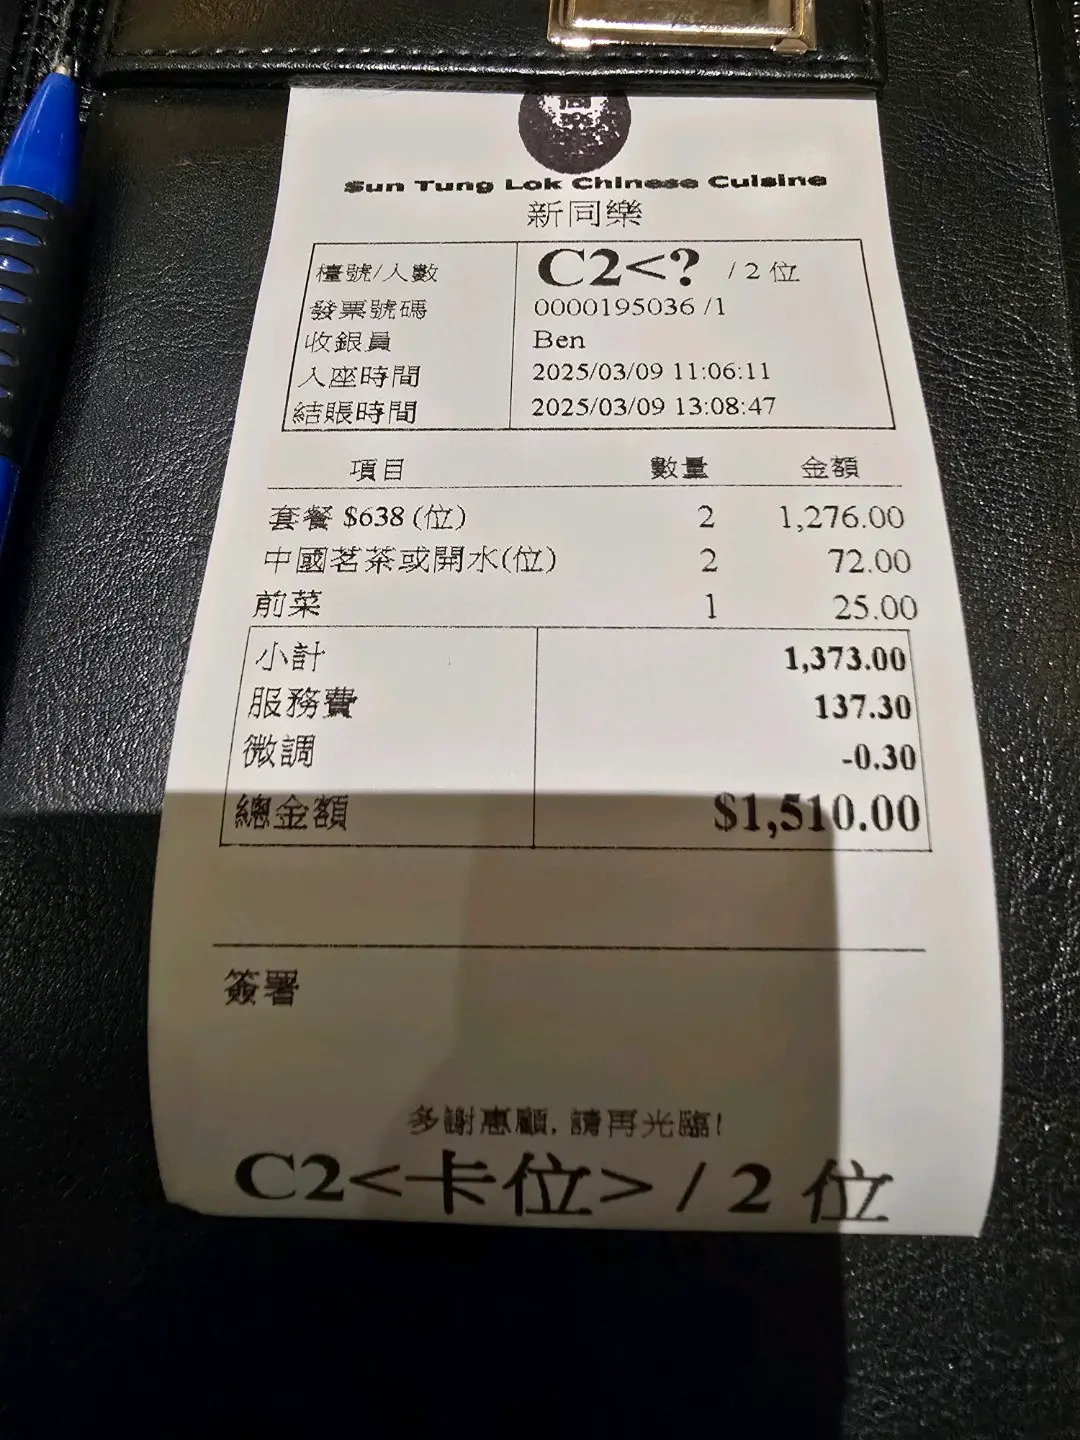 Sun Tung Lok Chinese Cuisine
新同樂
檯號/人數 C2<? / 2 位
發票號碼 0000195036 /1
收銀員 Ben
入座時間 2025/03/09 11:06:11
結賬時間 2025/03/09 13:08:47
項目 數量 金額
套餐 $638 (位) 2 1,276.00
中國茗茶或開水(位) 2 72.00
前菜 1 25.00
小計 1,373.00
服務費 137.30
微調 -0.30
總金額 $1,510.00
簽署
多謝惠顧, 請再光臨!
C2<卡位> / 2 位